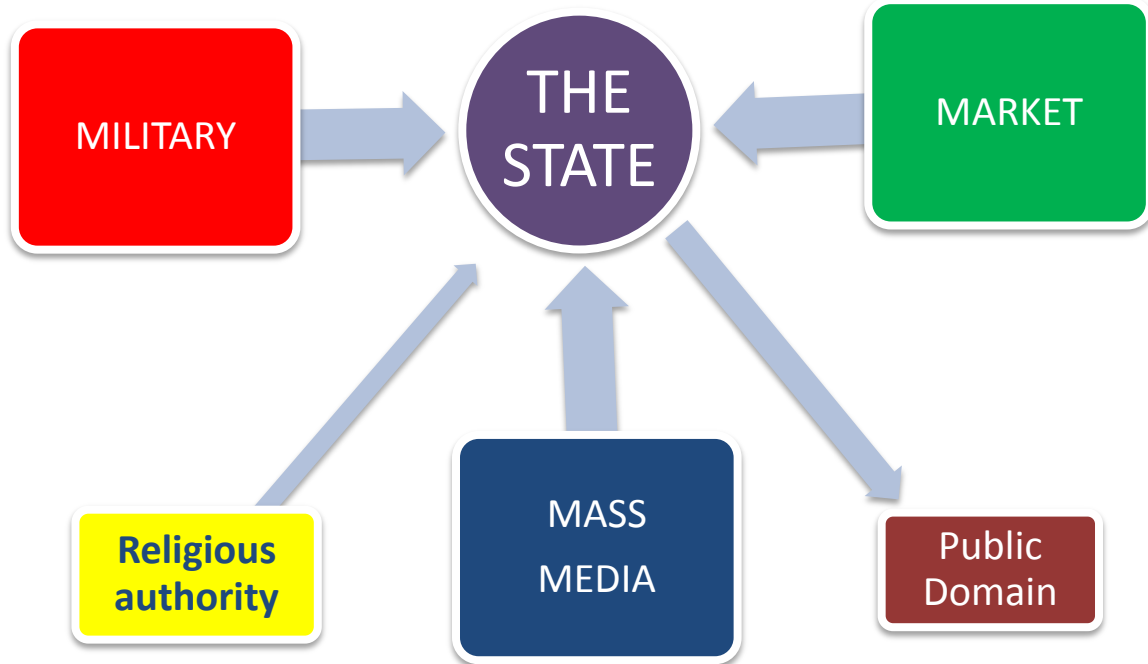 MILITARY
THE
STATE
MARKET
Religious
authority
MASS
MEDIA
Public
Domain